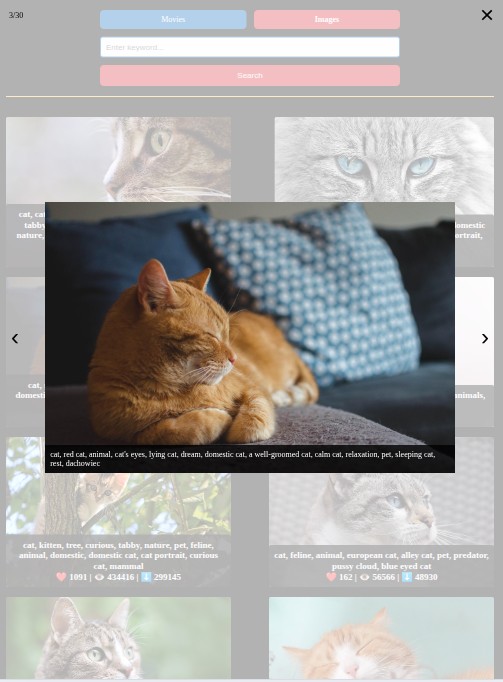 3/30
Movies
Images
Enter keyword...
Search
cat, cat
tabby
nature,
domestic
portrait,
cat,
domesti
animals,
cat, red cat, animal, cat's eyes, lying cat, dream, domestic cat, a well-groomed cat, calm cat, relaxation, pet, sleeping cat,
rest, dachowiec
cat, kitten, tree, curious, tabby, nature, pet, feline,
animal, domestic, domestic cat, cat portrait, curious
cat, mammal
1091 | 434416 | 299145
cat, feline, animal, european cat, alley cat, pet, predator,
pussy cloud, blue eyed cat
162 | 56566 | 48930